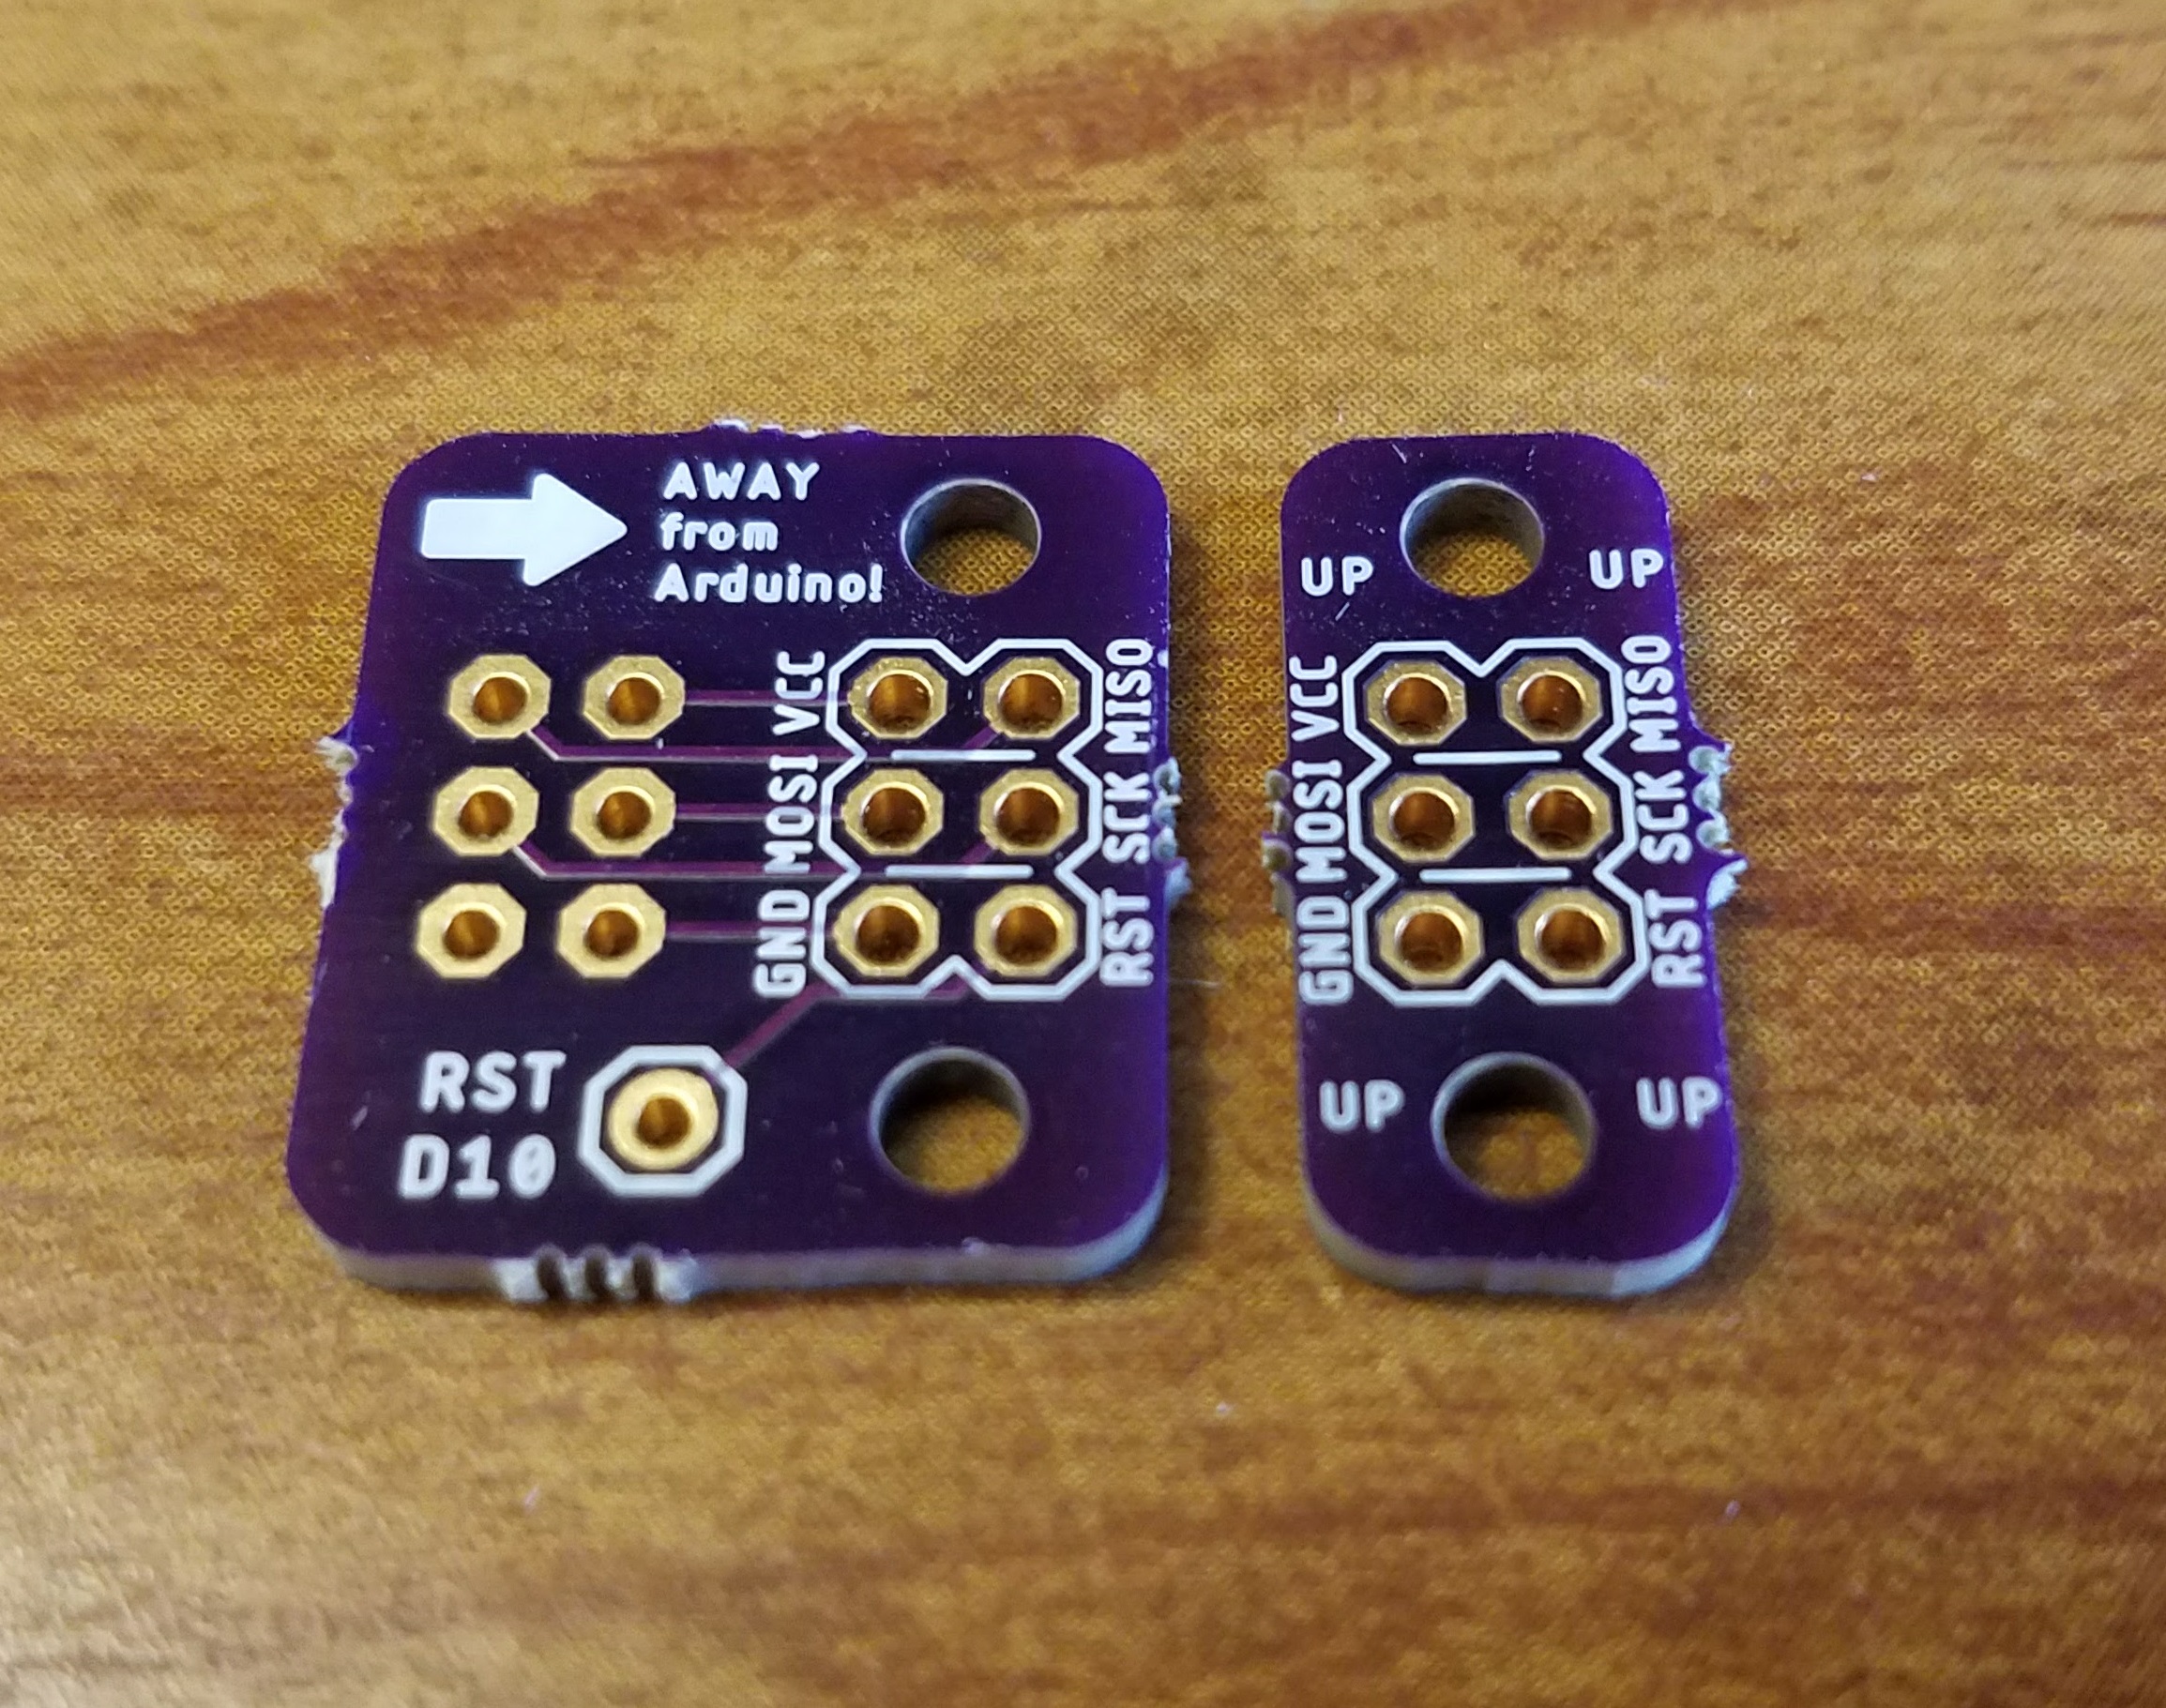 AWAY
from
Arduino!
VCC
MOSI
GND
MISO
SCK
RST
RST
D10
UP
UP
VCC
MOSI
GND
MISO
SCK
RST
UP
UP